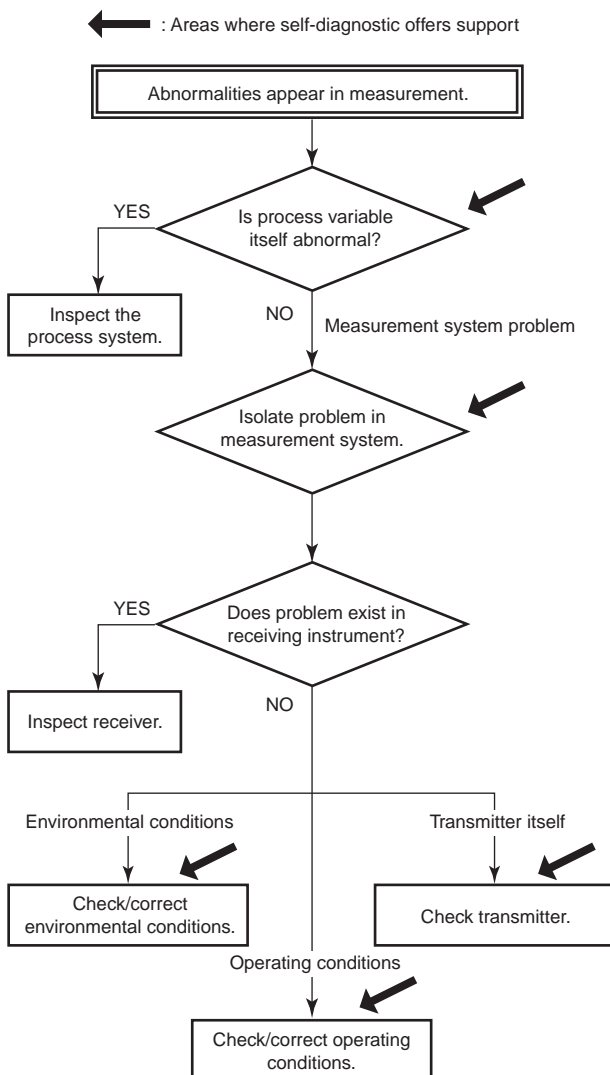 : Areas where self-diagnostic offers support
Abnormalities appear in measurement.
YES
Is process variable
itself abnormal?
Inspect the
process system.
NO
Measurement system problem
Isolate problem in
measurement system.
YES
Does problem exist in
receiving instrument?
Inspect receiver.
NO
Environmental conditions
Transmitter itself
Check/correct
environmental conditions.
Check transmitter.
Operating conditions
Check/correct operating
conditions.